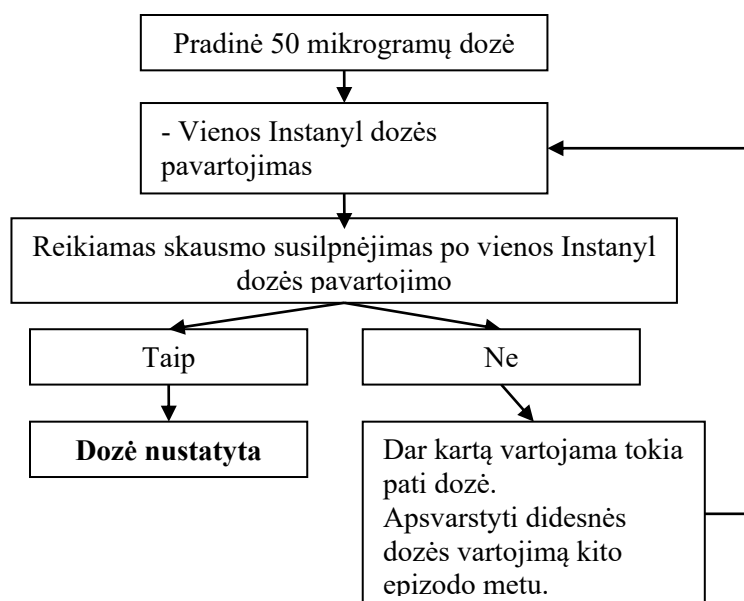 Pradinė 50 mikrogramų dozė
- Vienos Instanyl dozės
pavartojimas
Reikiamas skausmo susilpnėjimas po vienos Instanyl
dozės pavartojimo
Taip
Ne
Dozė nustatyta
Dar kartą vartojama tokia
pati dozė.
Apsvarstyti didesnės
dozės vartojimą kito
epizodo metu.